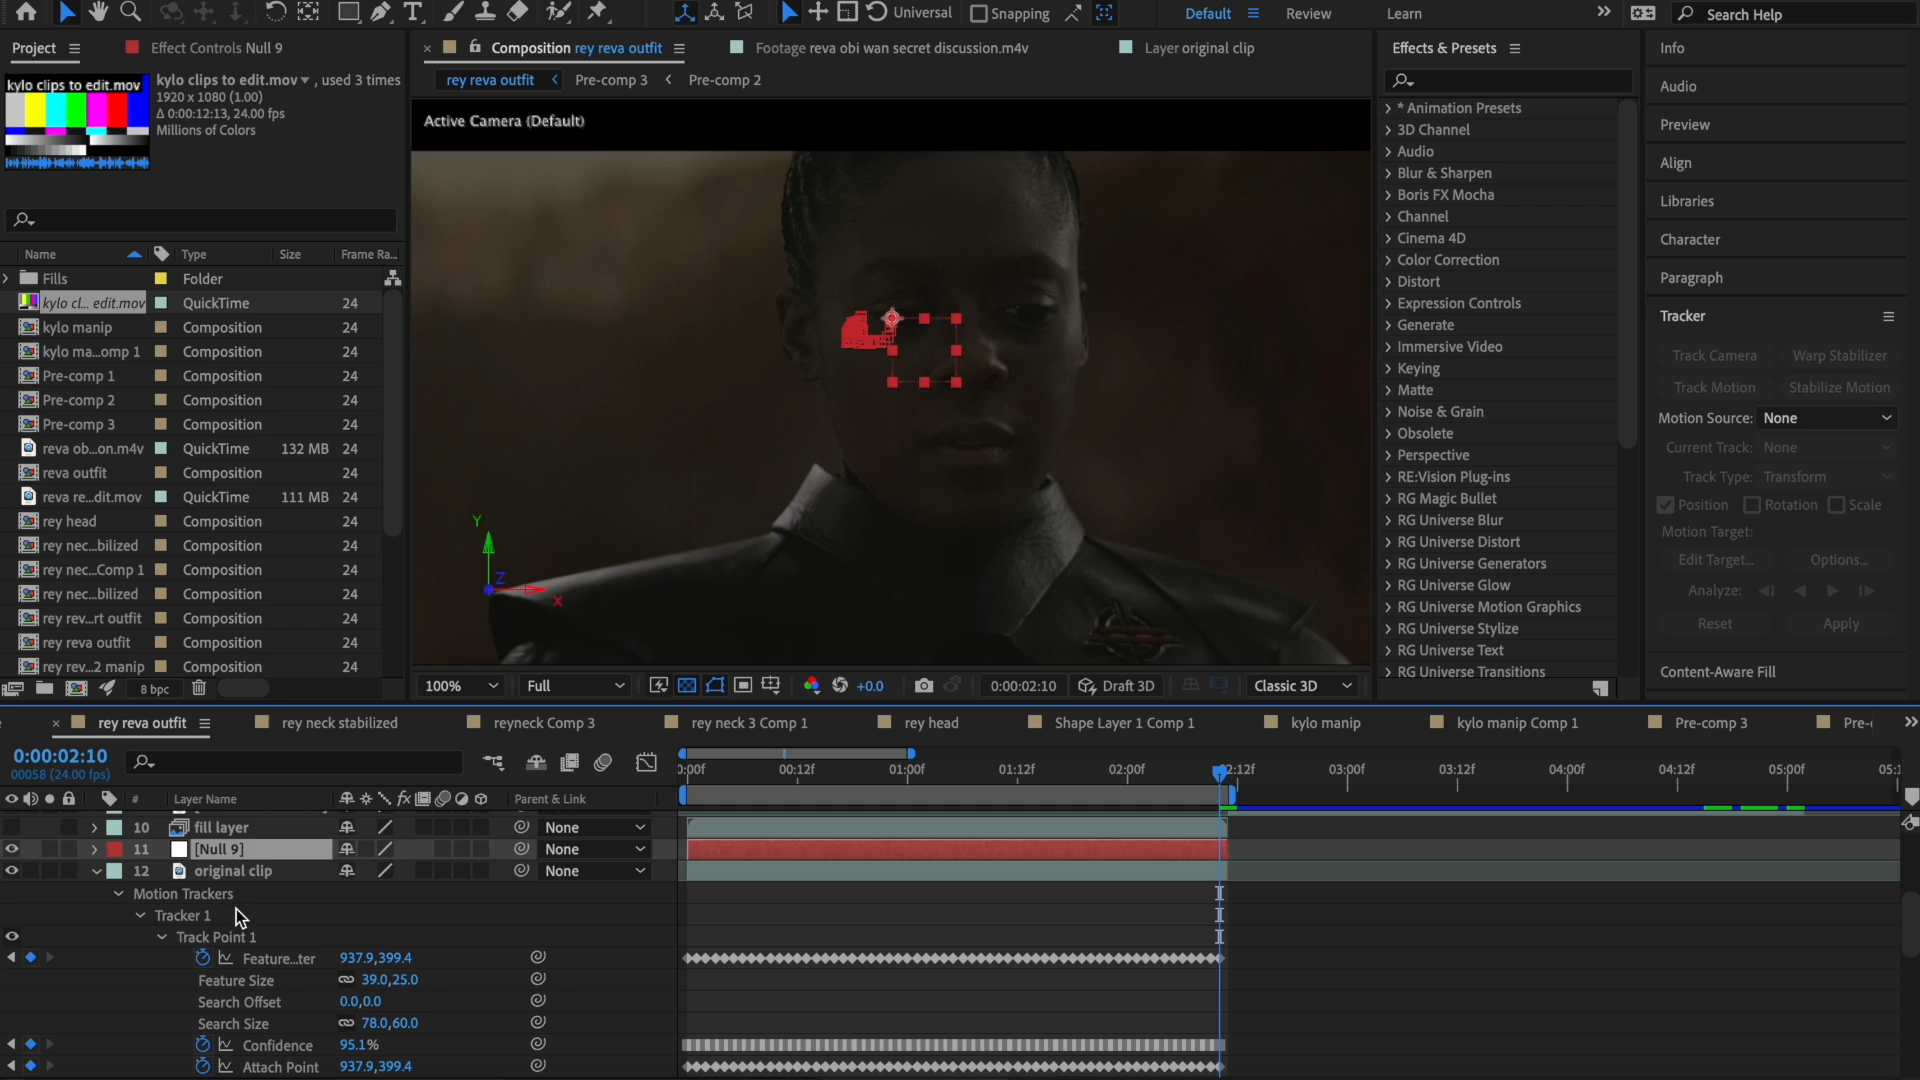 Universal
Snapping
Default
Review
Learn
Search Help
Project
Effect Controls Null 9
kylo clips to edit.mov
kylo clips to edit.mov , used 3 times
1920 x 1080 (1.00)
Δ 0:00:12:13, 24.00 fps
Millions of Colors
Name Type Size Frame Ra...
Fills Folder
kylo cl... edit.mov QuickTime 24
kylo manip Composition 24
kylo ma...omp 1 Composition 24
Pre-comp 1 Composition 24
Pre-comp 2 Composition 24
Pre-comp 3 Composition 24
reva ob...on.m4v QuickTime 132 MB 24
reva outfit Composition 24
reva re...dit.mov QuickTime 111 MB 24
rey head Composition 24
rey nec...bilized Composition 24
rey nec...Comp 1 Composition 24
rey nec...bilized Composition 24
rey rev...rt outfit Composition 24
rey reva outfit Composition 24
rey rev...2 manip Composition 24
8 bpc
Composition rey reva outfit
Footage reva obi wan secret discussion.m4v
Layer original clip
rey reva outfit Pre-comp 3 Pre-comp 2
Active Camera (Default)
Y
Z
X
100% Full +0.0 0:00:02:10 Draft 3D Classic 3D
Effects & Presets
* Animation Presets
3D Channel
Audio
Blur & Sharpen
Boris FX Mocha
Channel
Cinema 4D
Color Correction
Distort
Expression Controls
Generate
Immersive Video
Keying
Matte
Noise & Grain
Obsolete
Perspective
RE:Vision Plug-ins
RG Magic Bullet
RG Universe Blur
RG Universe Distort
RG Universe Generators
RG Universe Glow
RG Universe Motion Graphics
RG Universe Stylize
RG Universe Text
RG Universe Transitions
Info
Audio
Preview
Align
Libraries
Character
Paragraph
Tracker
Track Camera Warp Stabilizer
Track Motion Stabilize Motion
Motion Source: None
Current Track: None
Track Type: Transform
Position Rotation Scale
Motion Target:
Edit Target... Options...
Analyze:
Reset Apply
Content-Aware Fill
rey reva outfit
rey neck stabilized
reyneck Comp 3
rey neck 3 Comp 1
rey head
Shape Layer 1 Comp 1
kylo manip
kylo manip Comp 1
Pre-comp 3
0:00:02:10
00058 (24.00 fps)
00:12f 01:00f 01:12f 02:00f 03:00f 03:12f 04:00f 04:12f 05:00f
# Layer Name fx Parent & Link
10 fill layer None
11 [Null 9] None
12 original clip None
Motion Trackers
Tracker 1
Track Point 1
Feature...ter 937.9,399.4
Feature Size 39.0,25.0
Search Offset 0.0,0.0
Search Size 78.0,60.0
Confidence 95.1%
Attach Point 937.9,399.4